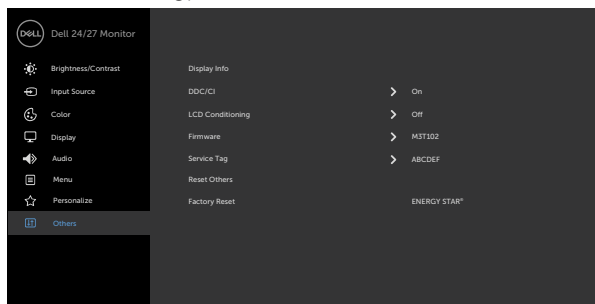 DELL Dell 24/27 Monitor
Brightness/Contrast Display Info
Input Source DDC/CI On
Color LCD Conditioning Off
Display Firmware M3T102
Audio Service Tag ABCDEF
Menu Reset Others
Personalize Factory Reset ENERGY STAR®
Others